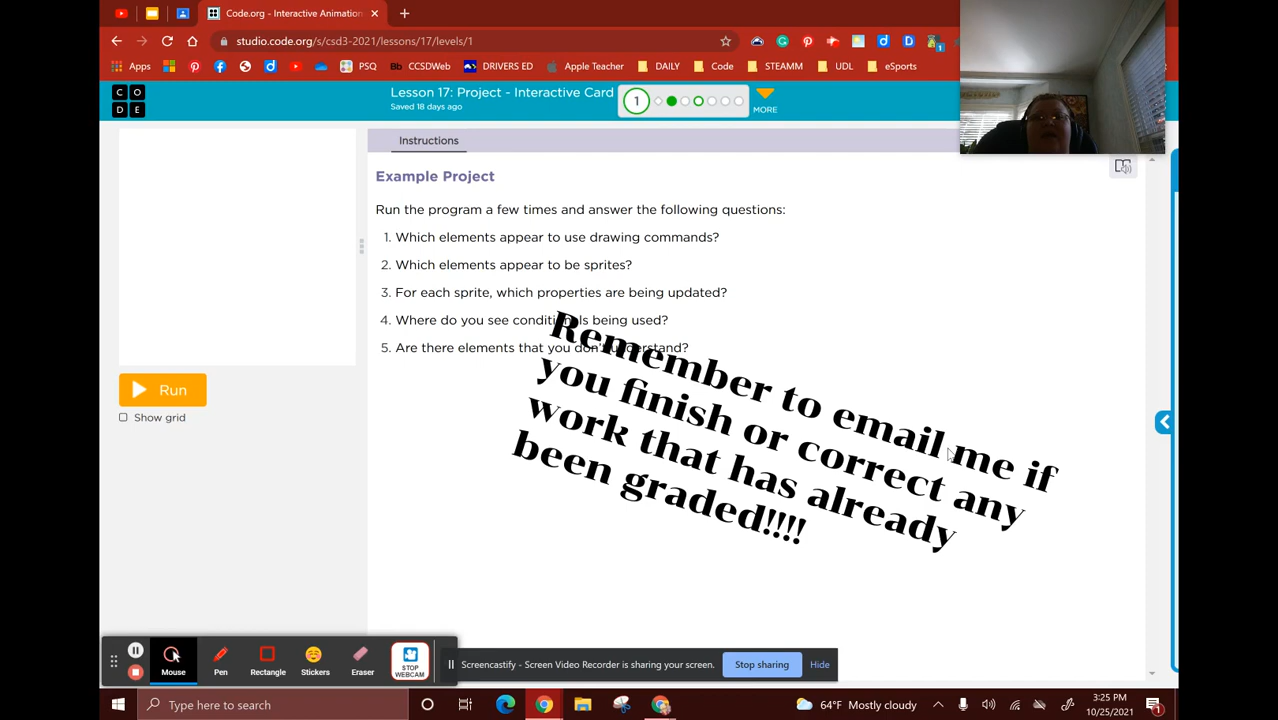 Code.org - Interactive Animation
studio.code.org/s/csd3-2021/lessons/17/levels/1
Apps
PSQ
Bb CCSDWeb
DRIVERS ED
Apple Teacher
DAILY
Code
STEAMM
UDL
eSports
CO
DE
Lesson 17: Project - Interactive Card
Saved 18 days ago
1
MORE
Instructions
Example Project
Run the program a few times and answer the following questions:
1. Which elements appear to use drawing commands?
2. Which elements appear to be sprites?
3. For each sprite, which properties are being updated?
4. Where do you see conditionals being used?
5. Are there elements that you don't understand?
Remember to email me if
you finish or correct any
work that has already
been graded!!!!
Run
Show grid
Mouse
Pen
Rectangle
Stickers
Eraser
STOP
WEBCAM
Screencastify - Screen Video Recorder is sharing your screen.
Stop sharing
Hide
Type here to search
64°F Mostly cloudy
3:25 PM
10/25/2021